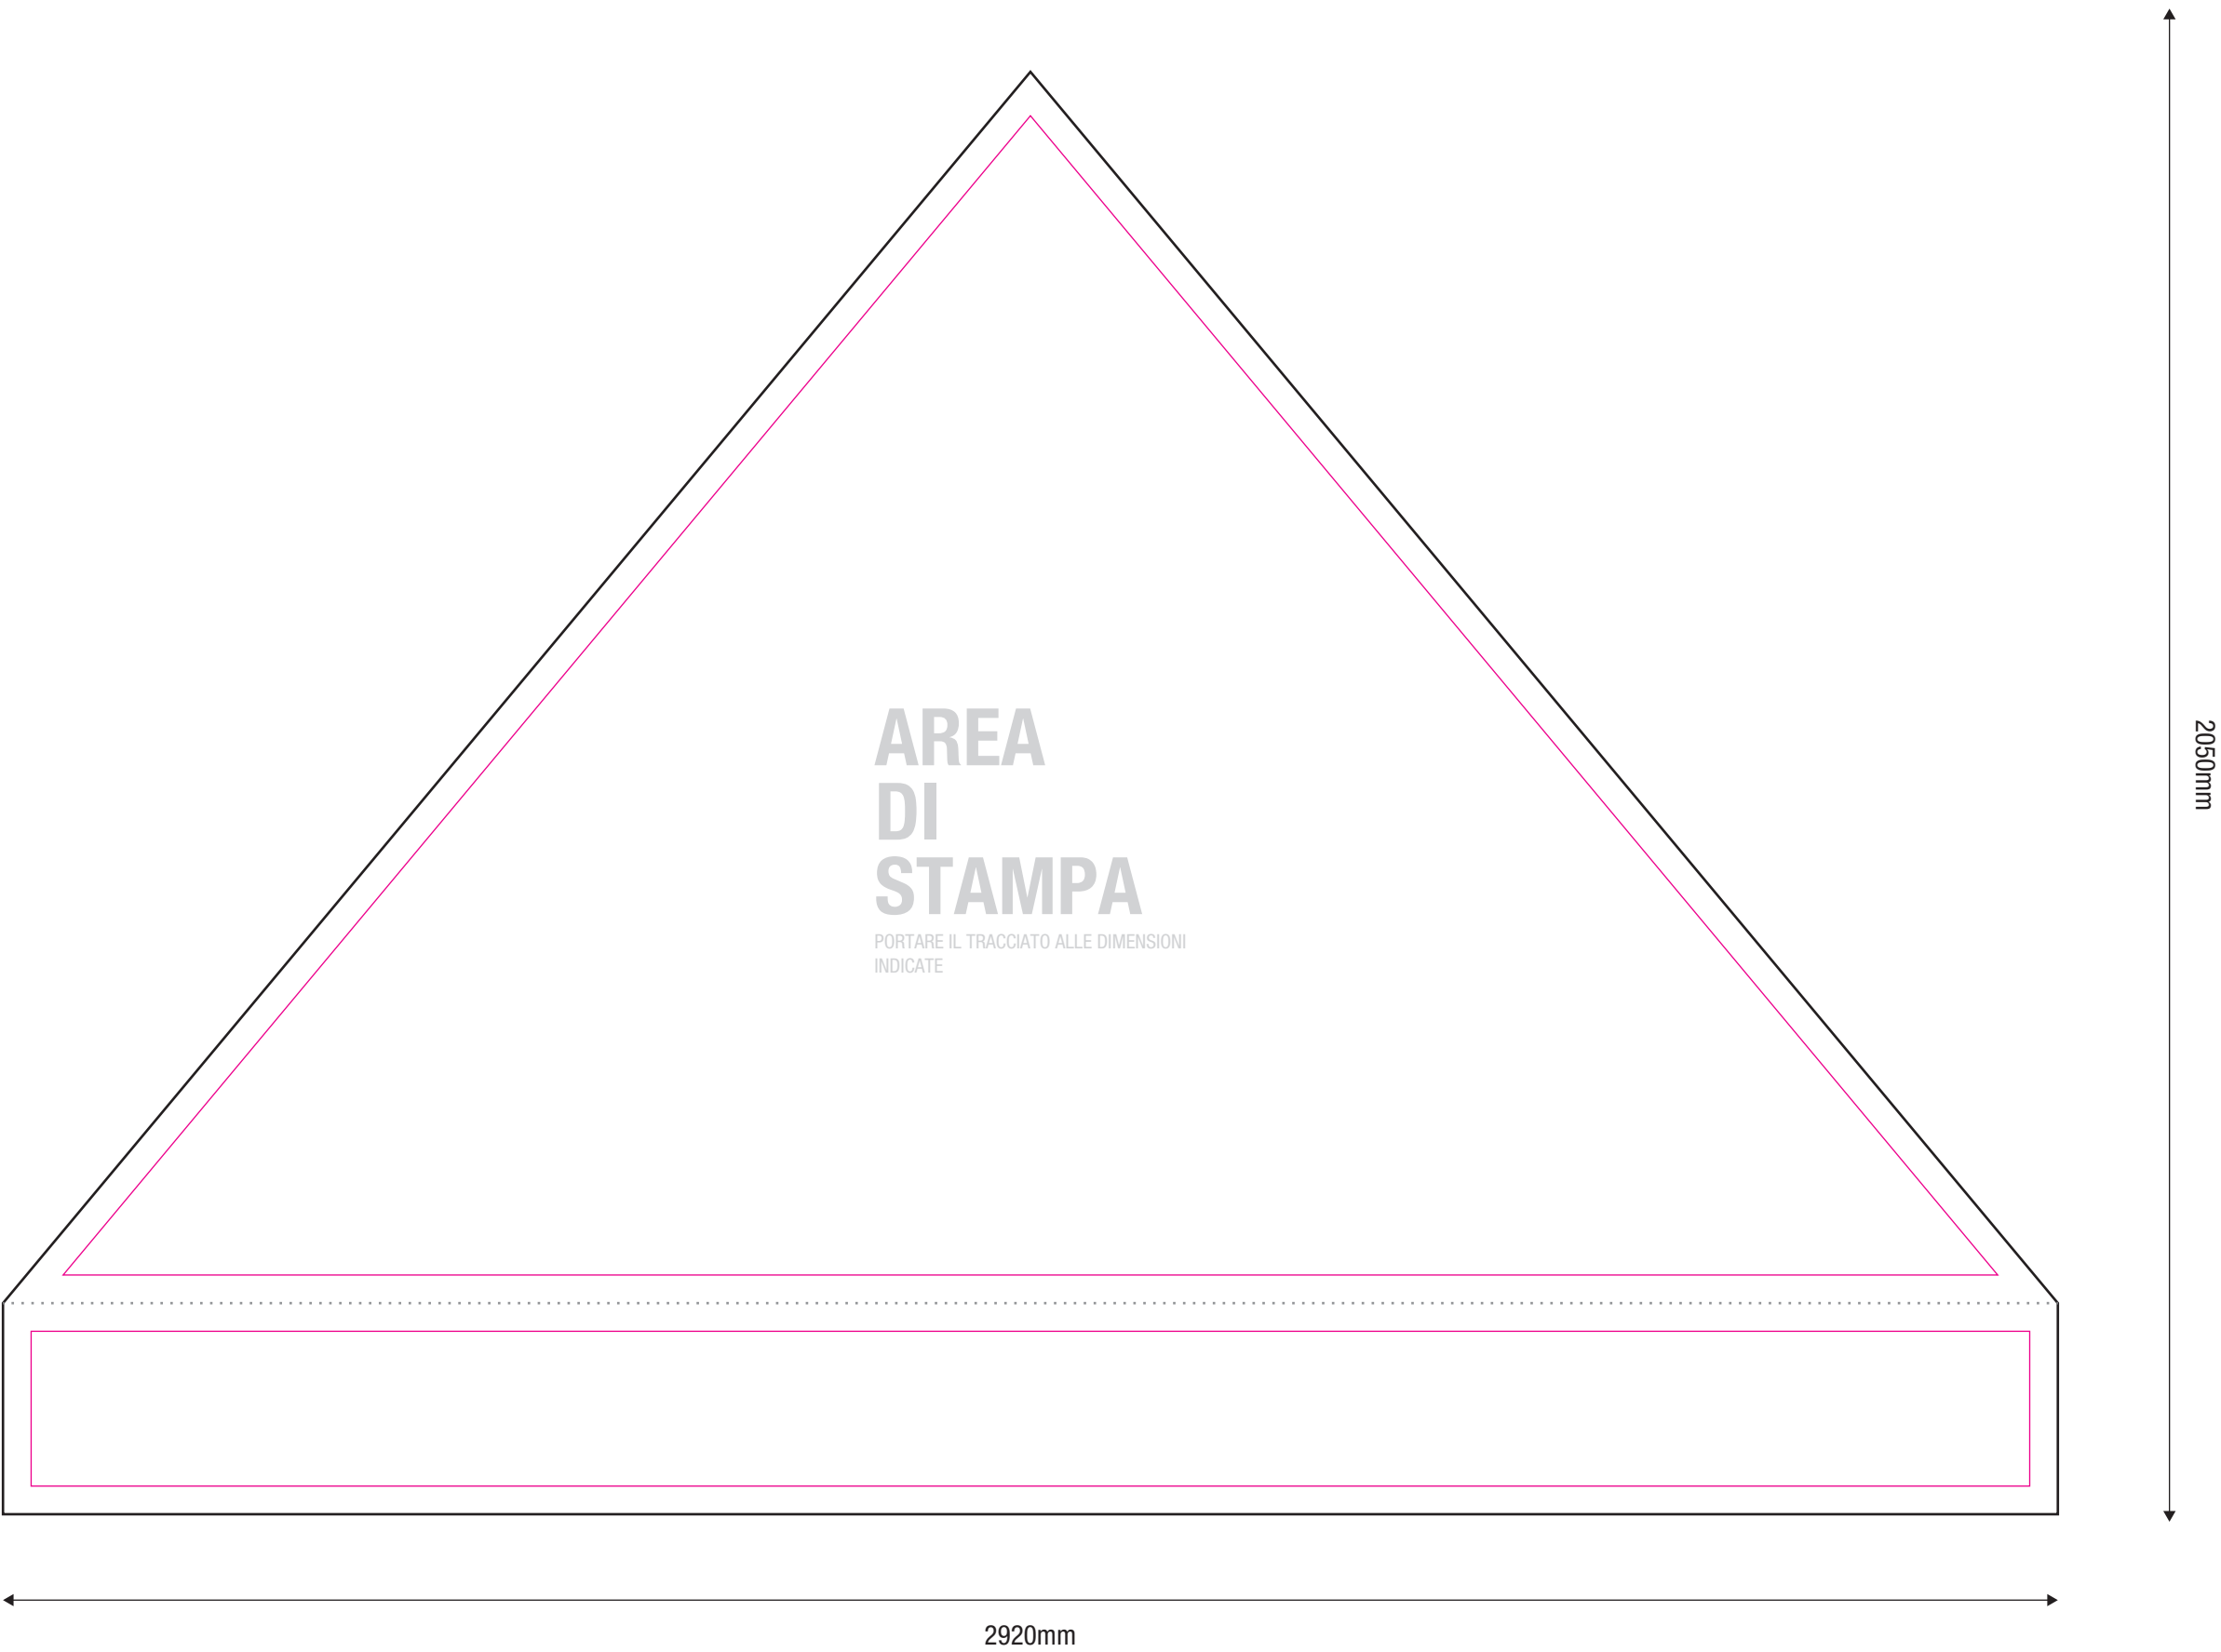 AREA
DI
STAMPA
PORTARE IL TRACCIATO ALLE DIMENSIONI
INDICATE
2050mm
2920mm